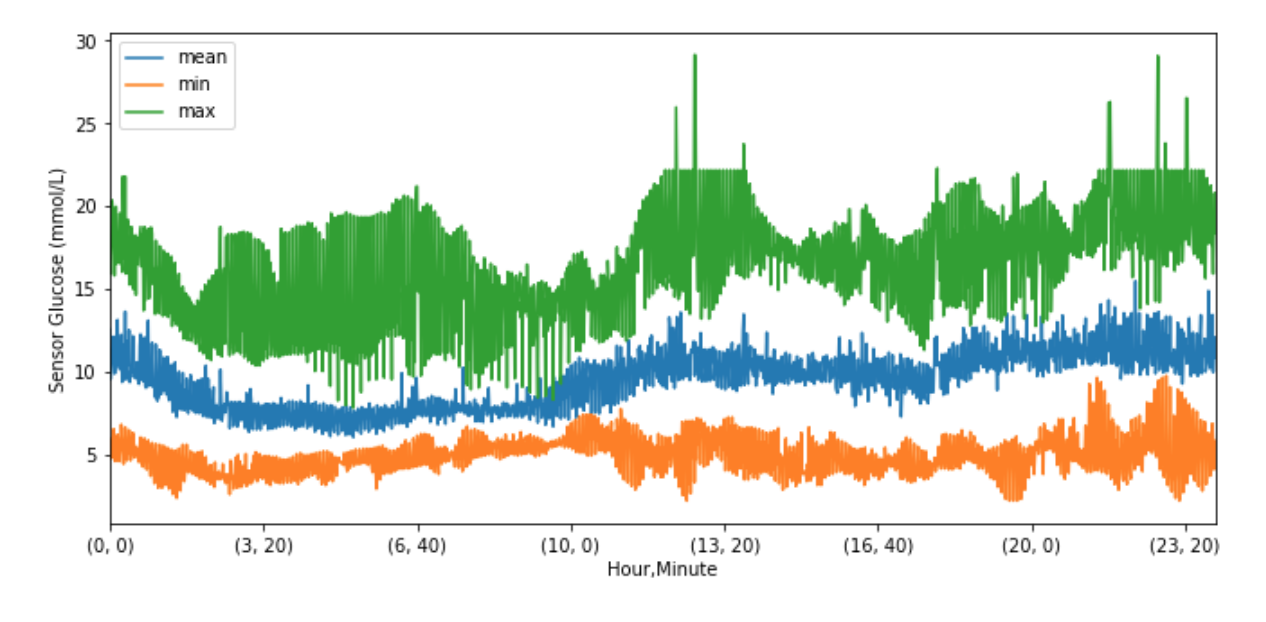 30
mean
min
max
25
20
15
10
5
Sensor Glucose (mmol/L)
(0, 0) (3, 20) (6, 40) (10, 0) (13, 20) (16, 40) (20, 0) (23, 20)
Hour,Minute